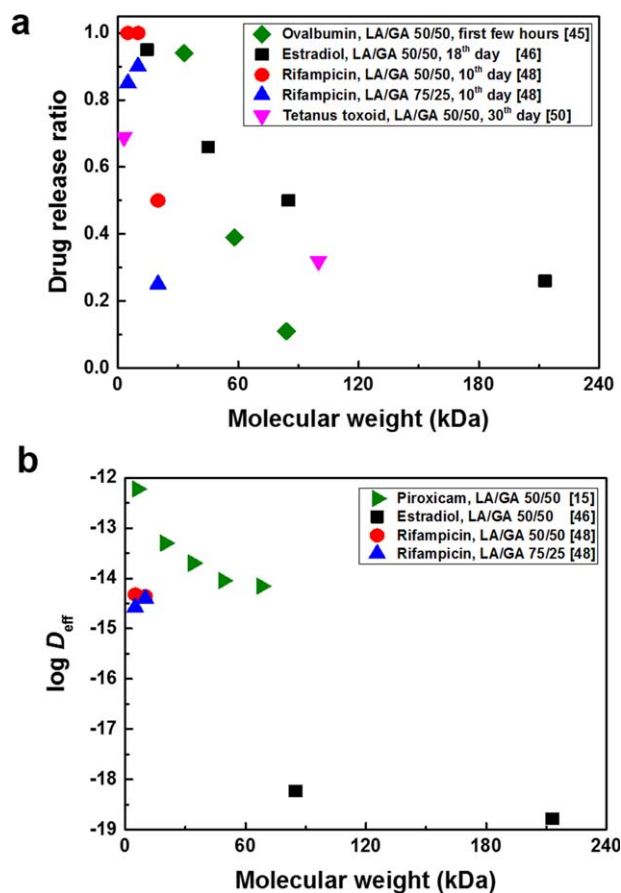 a
Ovalbumin, LA/GA 50/50, first few hours [45]
Estradiol, LA/GA 50/50, 18th day [46]
Rifampicin, LA/GA 50/50, 10th day [48]
Rifampicin, LA/GA 75/25, 10th day [48]
Tetanus toxoid, LA/GA 50/50, 30th day [50]
Drug release ratio
1.0
0.8
0.6
0.4
0.2
0.0
0 60 120 180 240
Molecular weight (kDa)
b
Piroxicam, LA/GA 50/50 [15]
Estradiol, LA/GA 50/50 [46]
Rifampicin, LA/GA 50/50 [48]
Rifampicin, LA/GA 75/25 [48]
log Deff
-12
-13
-14
-15
-16
-17
-18
-19
0 60 120 180 240
Molecular weight (kDa)